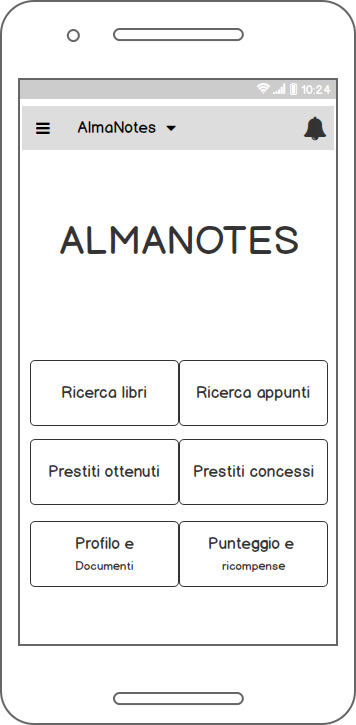 10:24
AlmaNotes
ALMANOTES
Ricerca libri
Ricerca appunti
Prestiti ottenuti
Prestiti concessi
Profilo e
Documenti
Punteggio e
ricompense